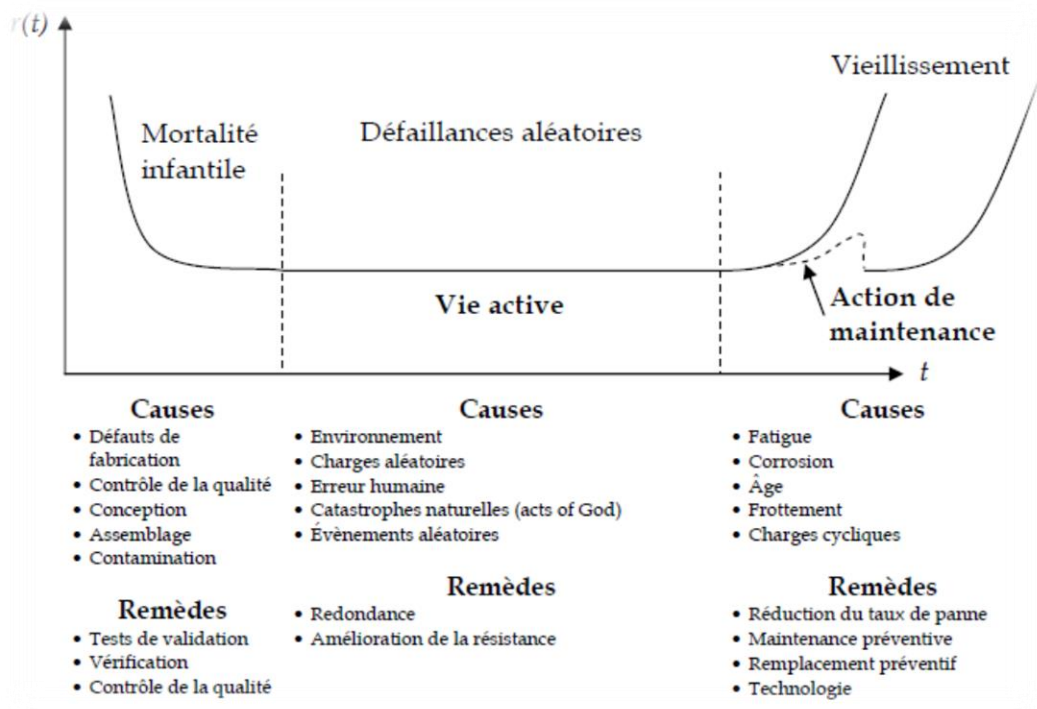 r(t)
Vieillissement
Mortalité
infantile
Défaillances aléatoires
Vie active
Action de
maintenance
t
Causes
• Défauts de
fabrication
• Contrôle de la qualité
• Conception
• Assemblage
• Contamination
Remèdes
• Tests de validation
• Vérification
• Contrôle de la qualité
Causes
• Environnement
• Charges aléatoires
• Erreur humaine
• Catastrophes naturelles (acts of God)
• Évènements aléatoires
Remèdes
• Redondance
• Amélioration de la résistance
Causes
• Fatigue
• Corrosion
• Âge
• Frottement
• Charges cycliques
Remèdes
• Réduction du taux de panne
• Maintenance préventive
• Remplacement préventif
• Technologie